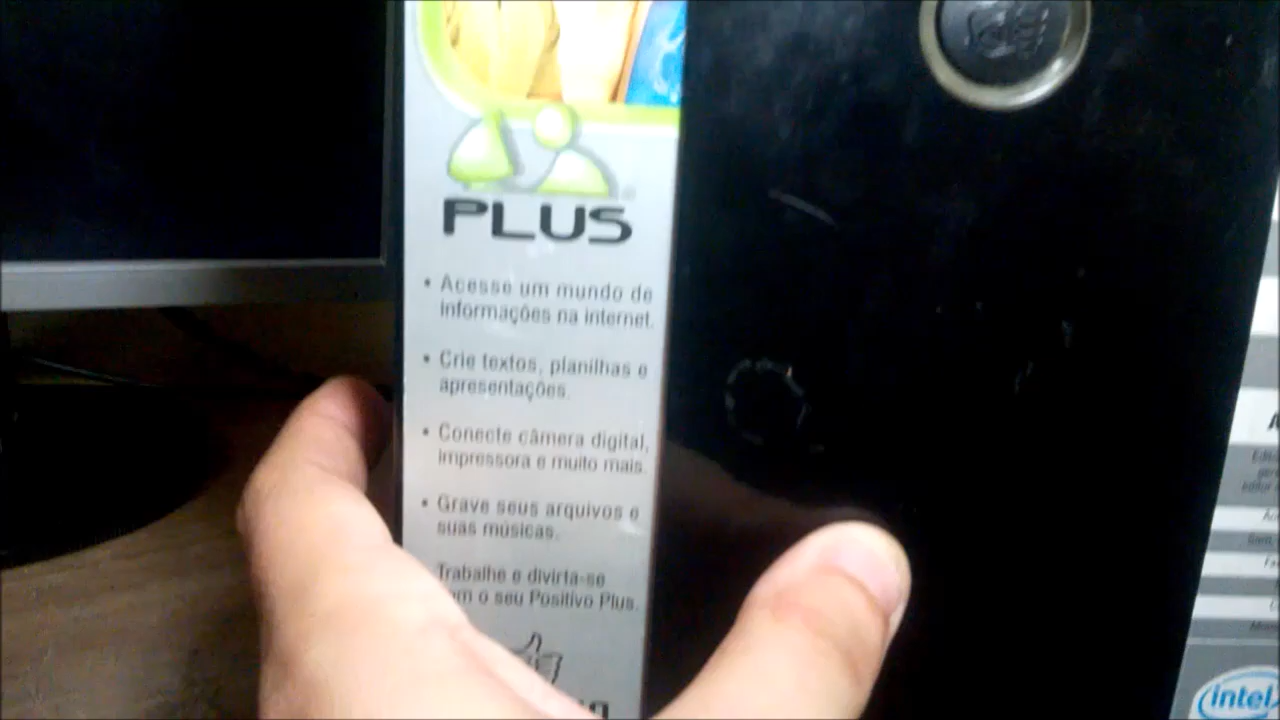 PLUS
• Acesse um mundo de
informações na internet.
• Crie textos, planilhas e
apresentações.
• Conecte câmera digital,
impressora e muito mais.
• Grave seus arquivos e
suas músicas.
Trabalhe e divirta-se
o seu Positivo Plus.
intel